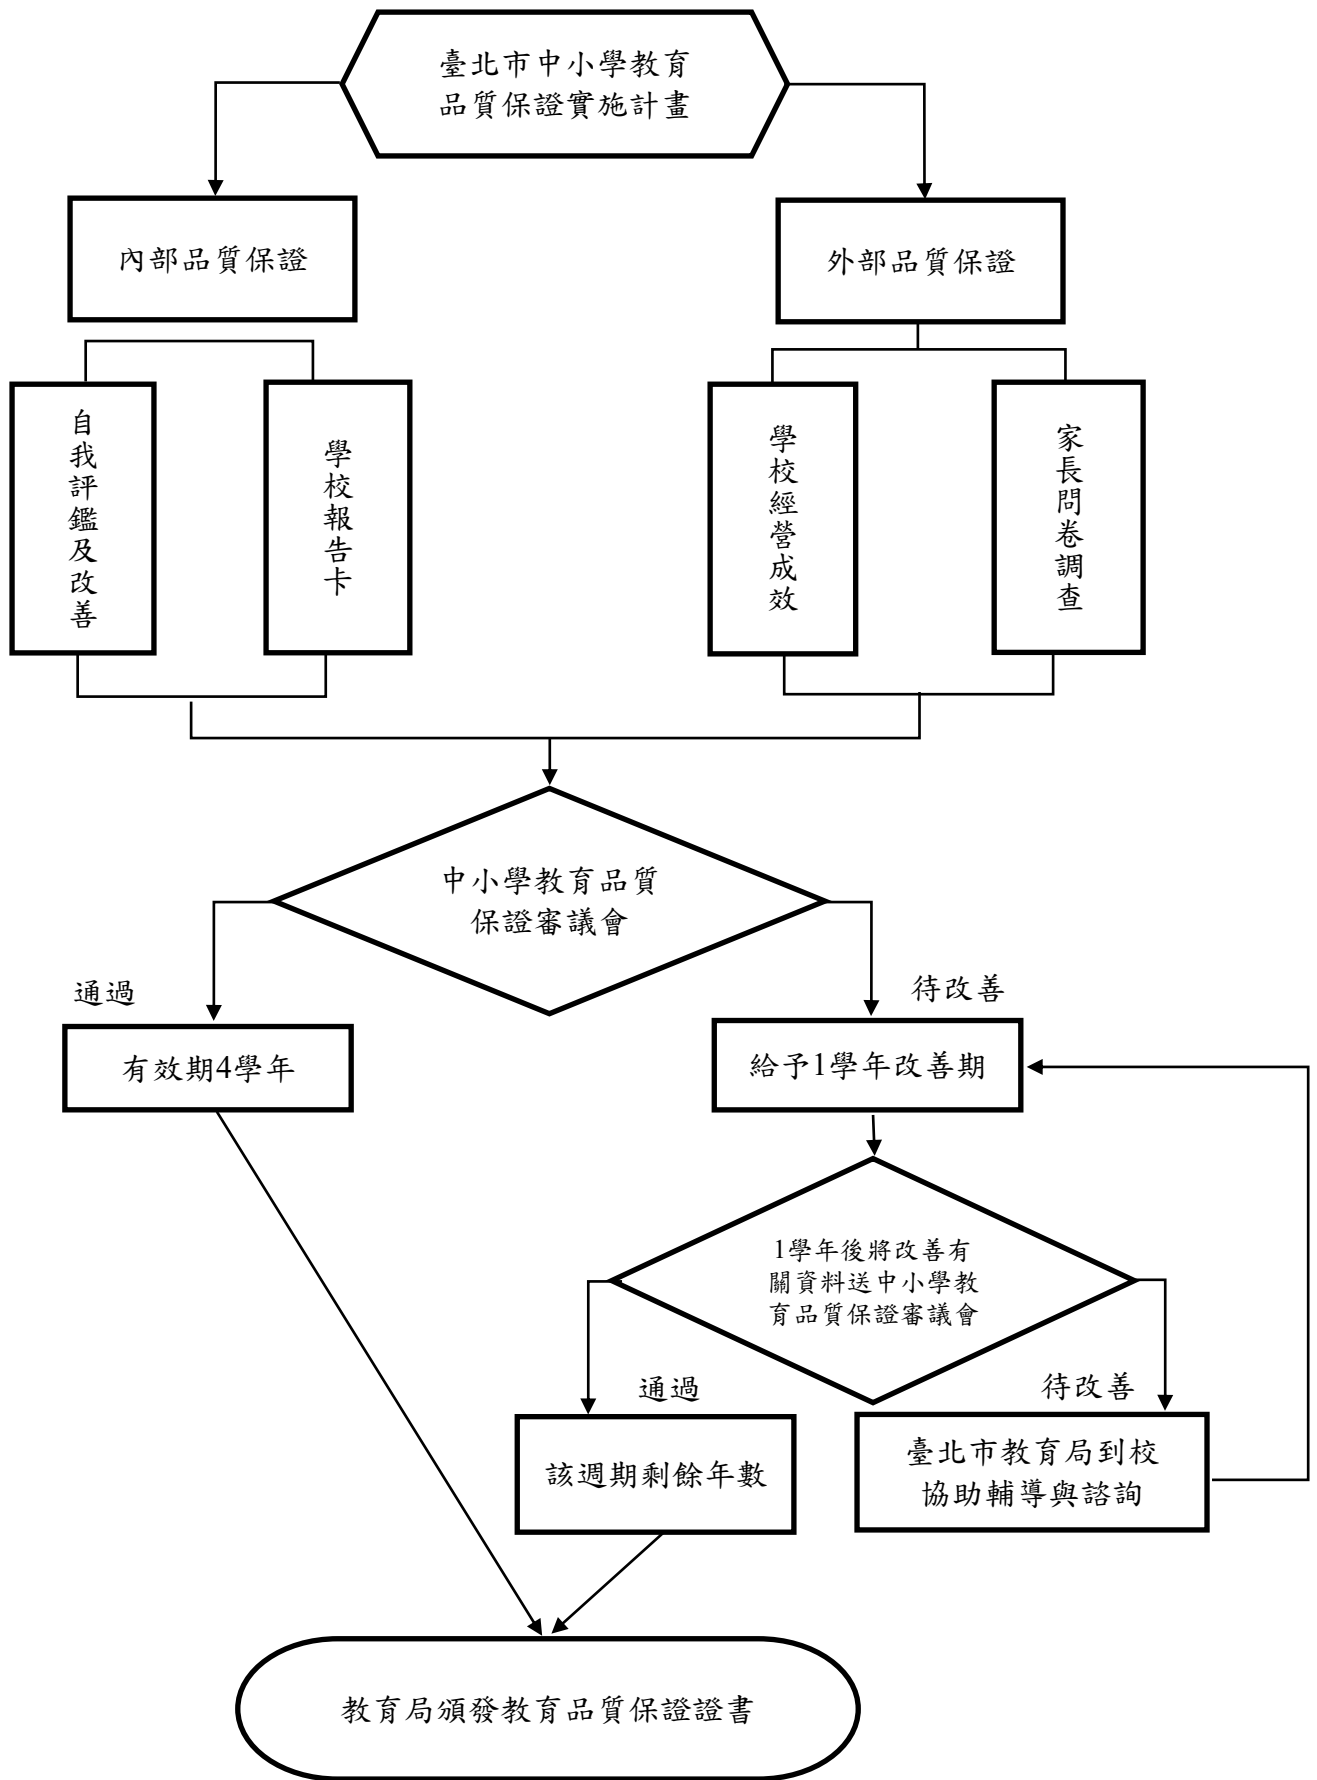 臺北市中小學教育
品質保證實施計畫
內部品質保證
外部品質保證
自我評鑑及改善
學校報告卡
學校經營成效
家長問卷調查
中小學教育品質
保證審議會
通過
待改善
有效期4學年
給予1學年改善期
1學年後將改善有
關資料送中小學教
育品質保證審議會
通過
待改善
該週期剩餘年數
臺北市教育局到校
協助輔導與諮詢
教育局頒發教育品質保證證書